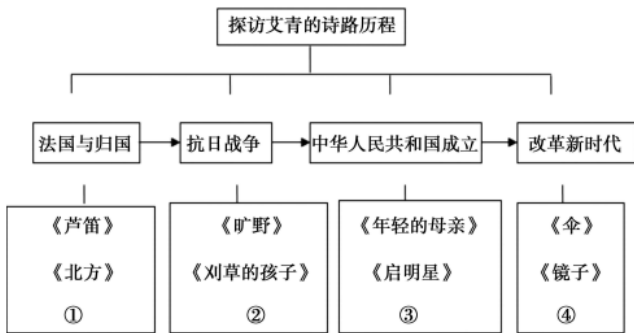 探访艾青的诗路历程
法国与归国
抗日战争
中华人民共和国成立
改革新时代
《芦笛》
《北方》
①
《旷野》
《刈草的孩子》
②
《年轻的母亲》
《启明星》
③
《伞》
《镜子》
④